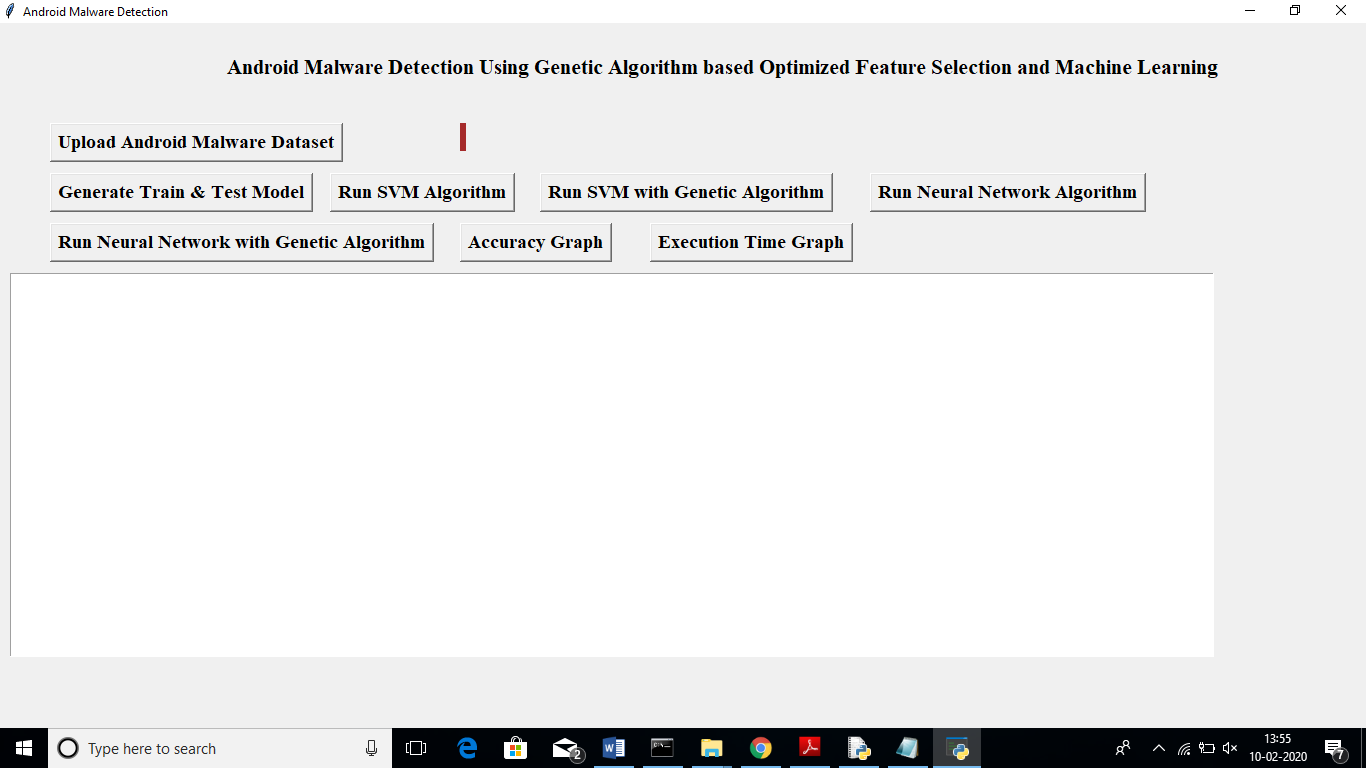 Android Malware Detection
Android Malware Detection Using Genetic Algorithm based Optimized Feature Selection and Machine Learning
Upload Android Malware Dataset
Generate Train & Test Model Run SVM Algorithm Run SVM with Genetic Algorithm Run Neural Network Algorithm
Run Neural Network with Genetic Algorithm Accuracy Graph Execution Time Graph
Type here to search
2
13:55
10-02-2020
7